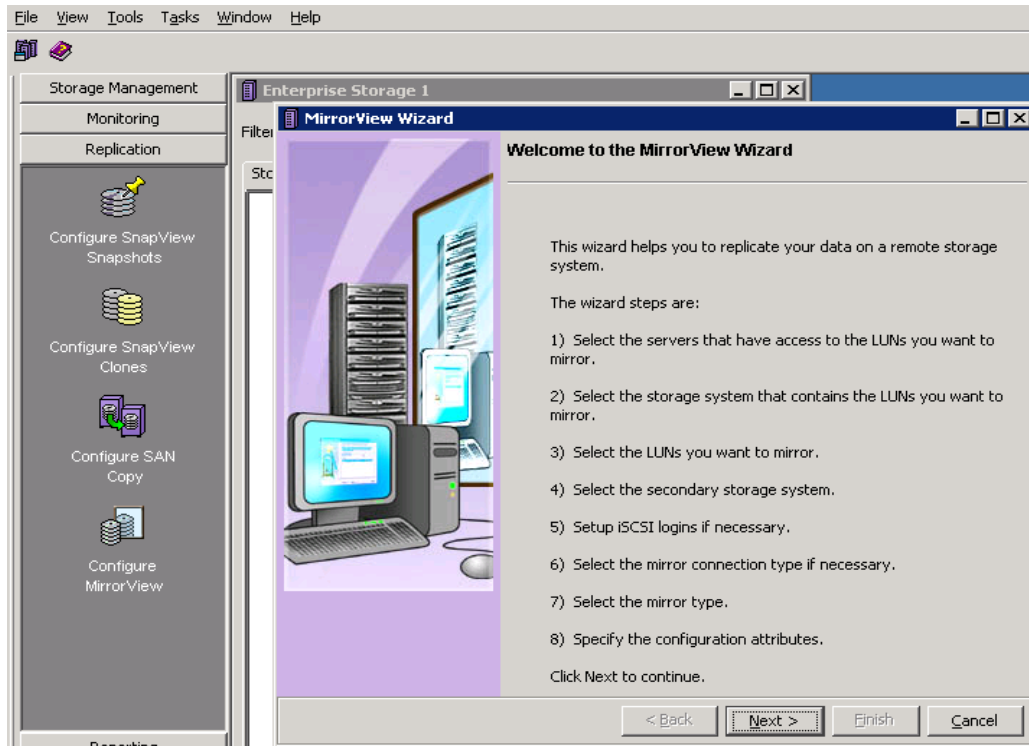 File View Tools Tasks Window Help
Storage Management
Monitoring
Replication
Configure SnapView
Snapshots
Configure SnapView
Clones
Configure SAN
Copy
Configure
MirrorView
Reporting
Enterprise Storage 1
Filte
Sto
MirrorView Wizard
Welcome to the MirrorView Wizard
This wizard helps you to replicate your data on a remote storage
system.
The wizard steps are:
1) Select the servers that have access to the LUNs you want to
mirror.
2) Select the storage system that contains the LUNs you want to
mirror.
3) Select the LUNs you want to mirror.
4) Select the secondary storage system.
5) Setup iSCSI logins if necessary.
6) Select the mirror connection type if necessary.
7) Select the mirror type.
8) Specify the configuration attributes.
Click Next to continue.
< Back Next > Finish Cancel